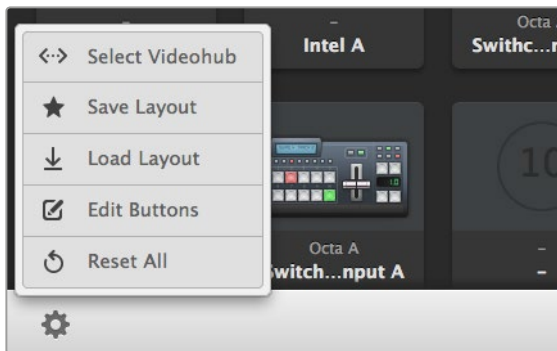 Select Videohub
Save Layout
Load Layout
Edit Buttons
Reset All
–
–
Intel A
Octa
Swithc...n
10
Octa A
Switch...nput A
–
–